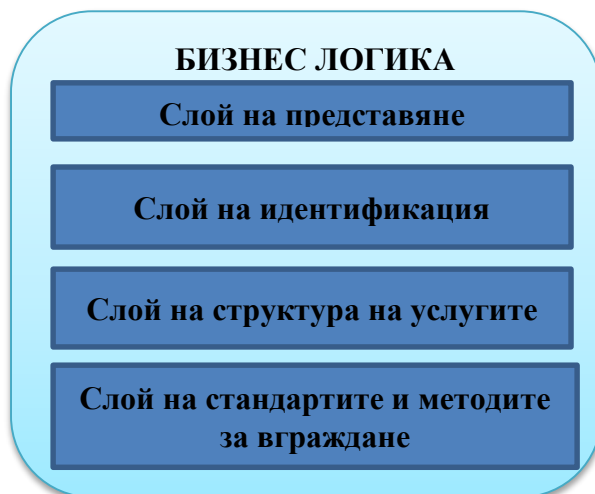 БИЗНЕС ЛОГИКА
Слой на представяне
Слой на идентификация
Слой на структура на услугите
Слой на стандартите и методите
за вграждане